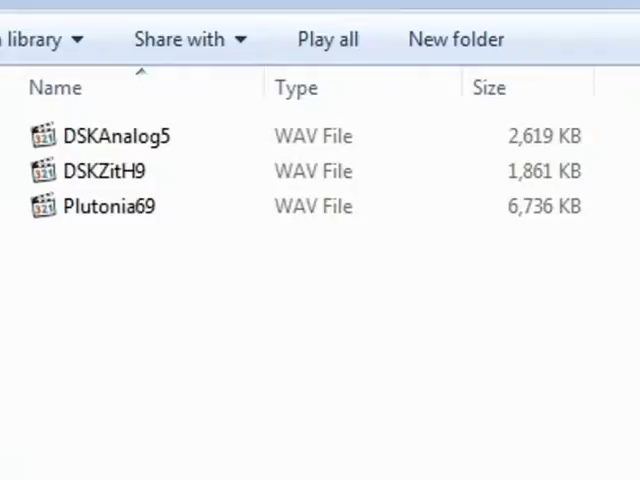 library Share with Play all New folder
Name Type Size
DSKAnalog5 WAV File 2,619 KB
DSKZitH9 WAV File 1,861 KB
Plutonia69 WAV File 6,736 KB